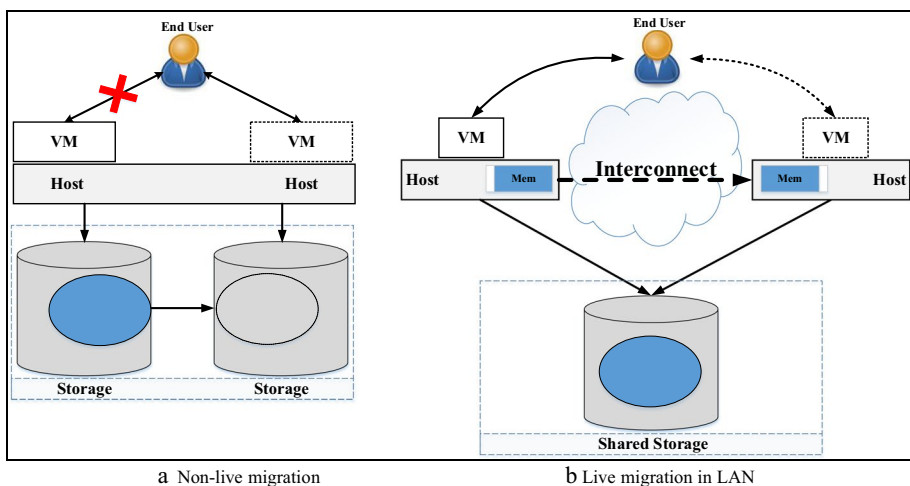 End User
VM
VM
Host
Host
Storage
Storage
a Non-live migration
End User
VM
VM
Interconnect
Host
Mem
Mem
Host
Shared Storage
b Live migration in LAN